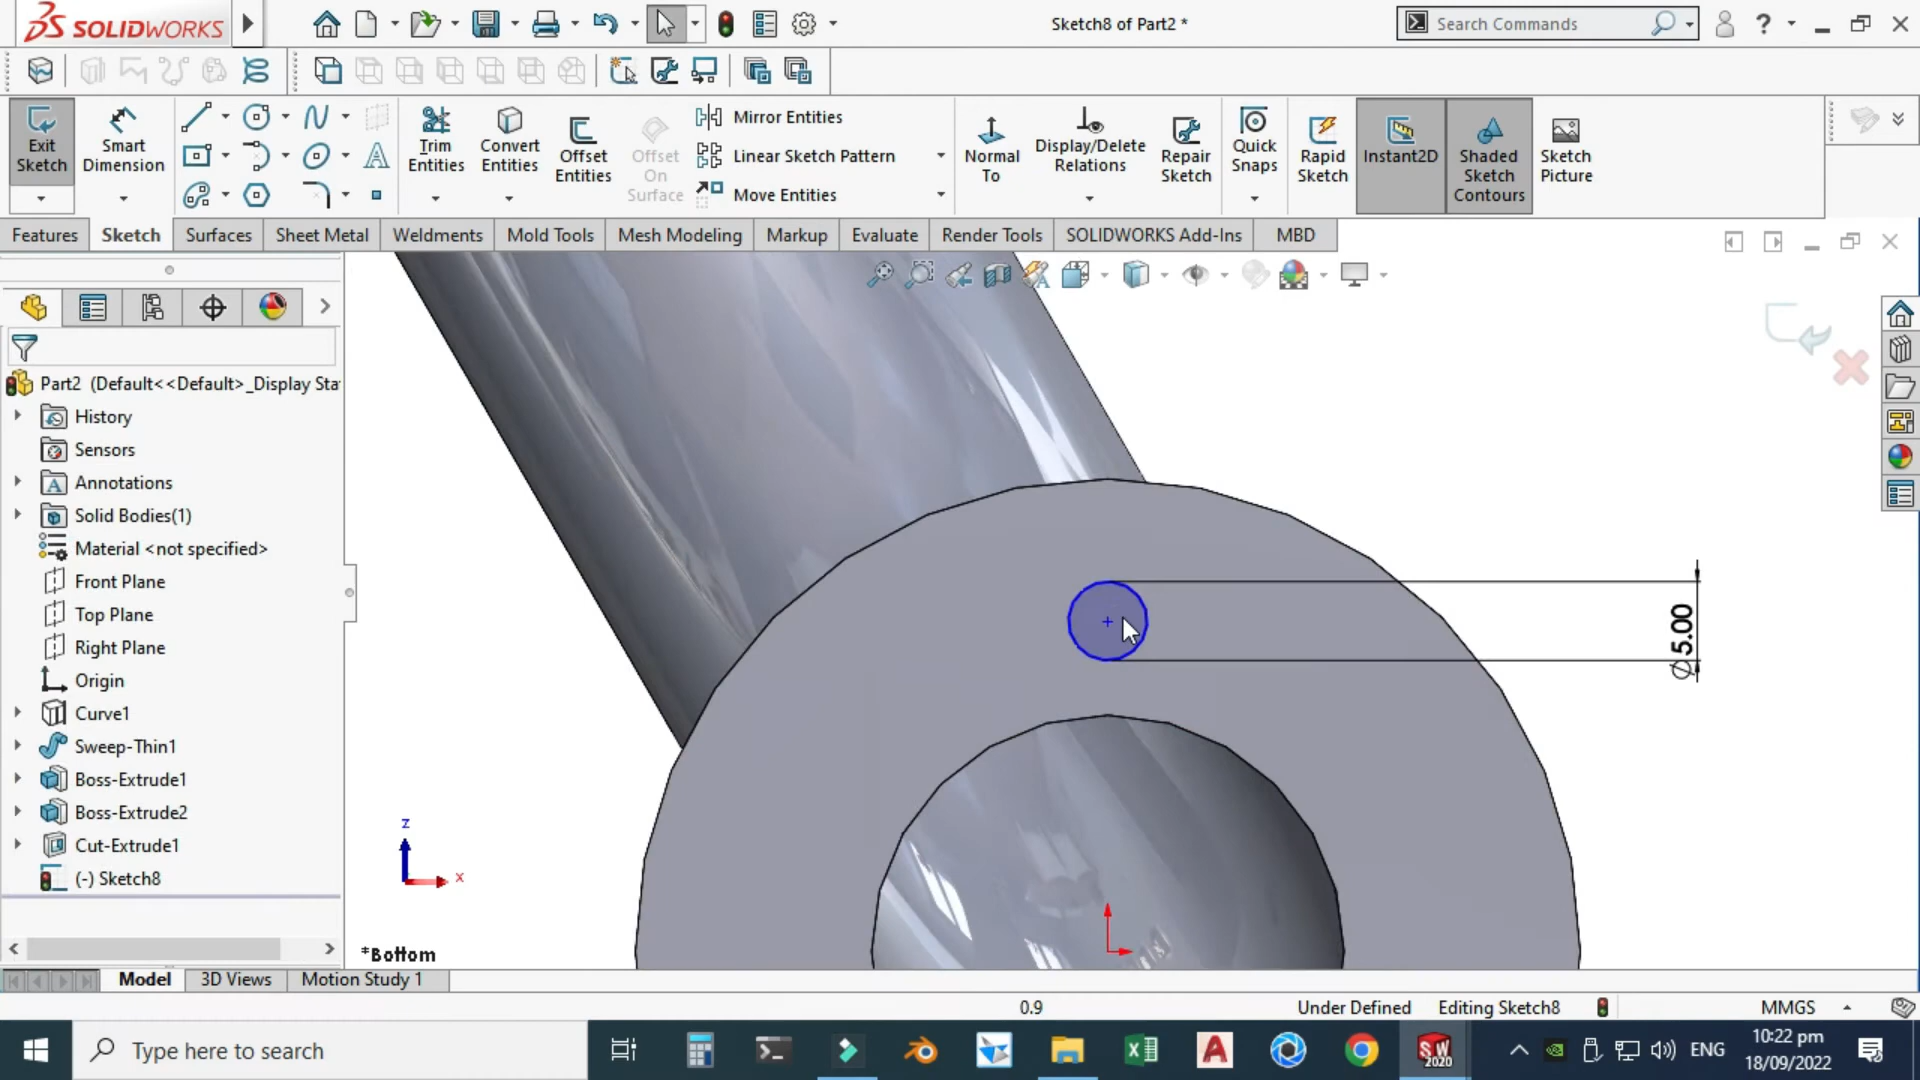 SOLIDWORKS
Sketch8 of Part2 *
Search Commands
Exit Sketch
Smart Dimension
Trim Entities
Convert Entities
Offset Entities
Offset On Surface
Mirror Entities
Linear Sketch Pattern
Move Entities
Normal To
Display/Delete Relations
Repair Sketch
Quick Snaps
Rapid Sketch
Instant2D
Shaded Sketch Contours
Sketch Picture
Features
Sketch
Surfaces
Sheet Metal
Weldments
Mold Tools
Mesh Modeling
Markup
Evaluate
Render Tools
SOLIDWORKS Add-Ins
MBD
Part2 (Default<<Default>_Display Sta
History
Sensors
Annotations
Solid Bodies(1)
Material <not specified>
Front Plane
Top Plane
Right Plane
Origin
Curve1
Sweep-Thin1
Boss-Extrude1
Boss-Extrude2
Cut-Extrude1
(-) Sketch8
Ø5.00
z
x
*Bottom
Model
3D Views
Motion Study 1
0.9
Under Defined
Editing Sketch8
MMGS
Type here to search
SW
2020
ENG
10:22 pm
18/09/2022